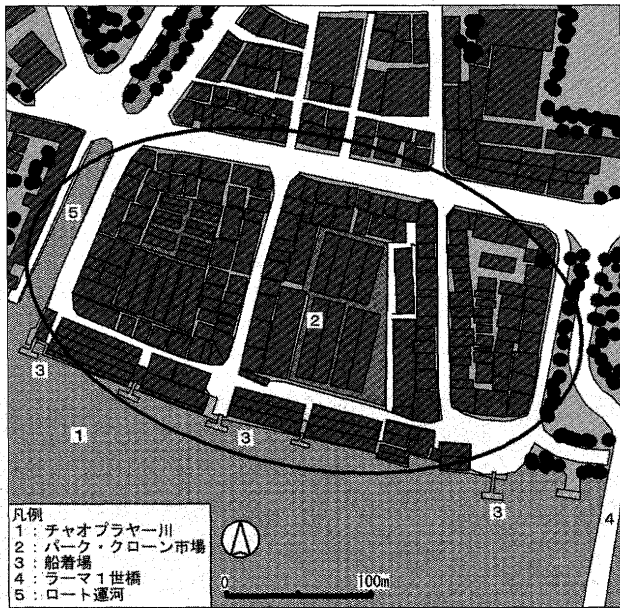 5
2
3
3
1
3
4
凡例
1：チャオプラヤー川
2：パーク・クローン市場
3：船着場
4：ラーマ1世橋
5：ロート運河
0 100m